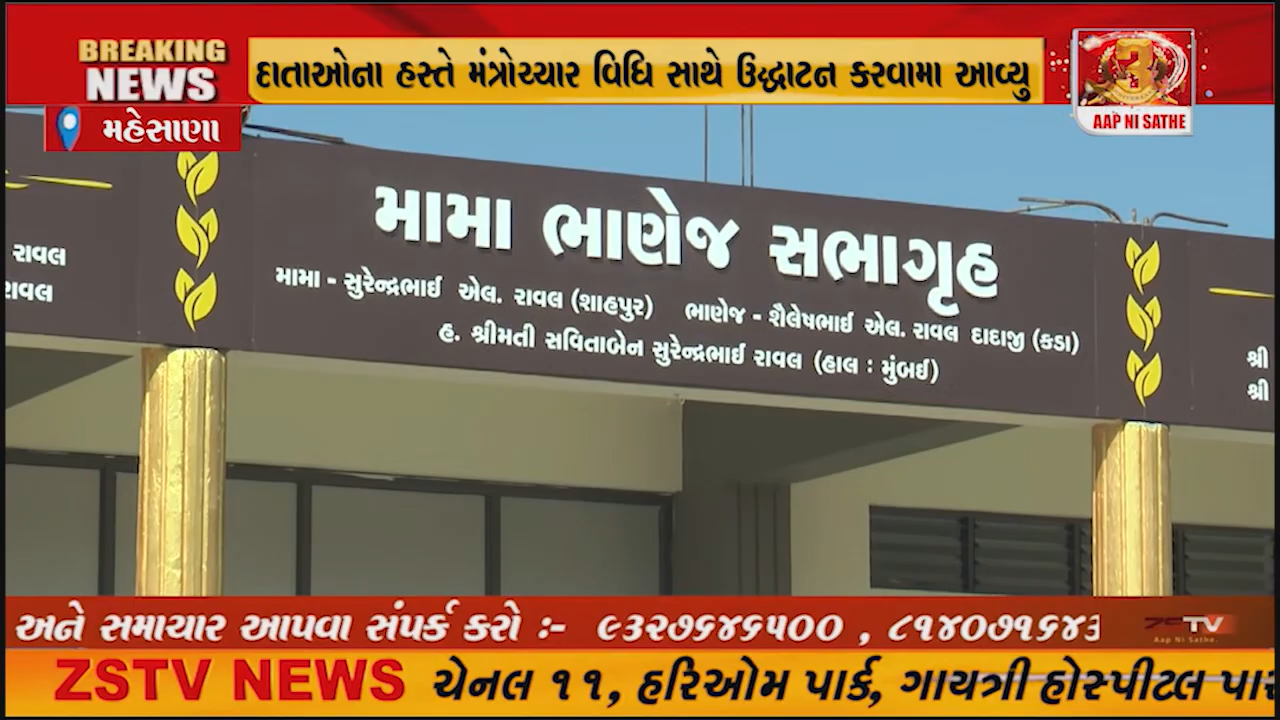 BREAKING NEWS
દાતાઓના હસ્તે મંત્રોચ્ચાર વિધિ સાથે ઉદ્ધાટન કરવામા આવ્યુ
3
AAP NI SATHE
મહેસાણા
મામા ભાણેજ સભાગૃહ
મામા - સુરેન્દ્રભાઈ એલ. રાવલ (શાહપુર) ભાણેજ - શૈલેષભાઈ એલ. રાવલ દાદાજી (કડા)
હ. શ્રીમતી સવિતાબેન સુરેન્દ્રભાઈ રાવલ (હાલ : મુંબઈ)
રાવલ
રાવલ
શ્રી
શ્રી
અને સમાચાર આપવા સંપર્ક કરો :- ૯૩૨૭૬૪૬૫૦૦ , ૮૧૪૦૭૧૬૪૩
ZSTV
Aap Ni Sathe.
ZSTV NEWS ચેનલ ૧૧, હરિઓમ પાર્ક, ગાયત્રી હોસ્પીટલ પાસ